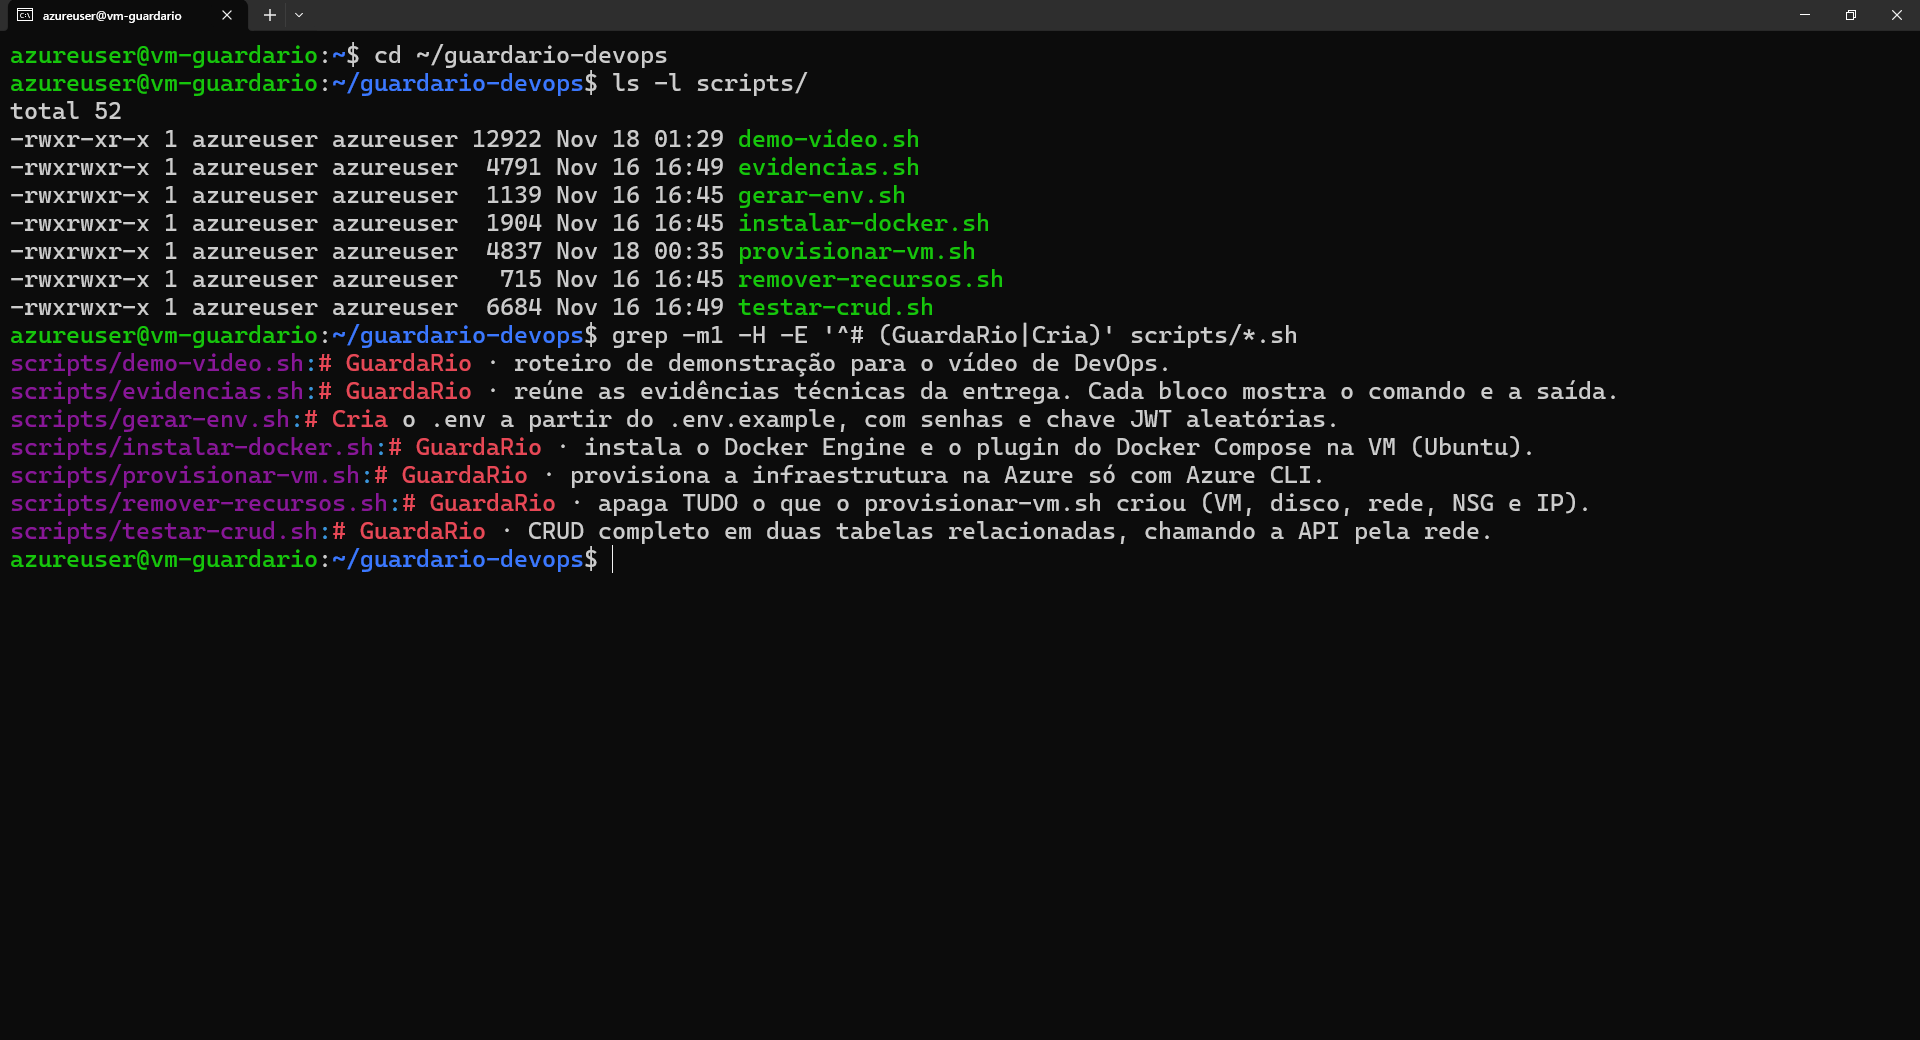 azureuser@vm-guardario
azureuser@vm-guardario:~$ cd ~/guardario-devops
azureuser@vm-guardario:~/guardario-devops$ ls -l scripts/
total 52
-rwxr-xr-x 1 azureuser azureuser 12922 Nov 18 01:29 demo-video.sh
-rwxrwxr-x 1 azureuser azureuser  4791 Nov 16 16:49 evidencias.sh
-rwxrwxr-x 1 azureuser azureuser  1139 Nov 16 16:45 gerar-env.sh
-rwxrwxr-x 1 azureuser azureuser  1904 Nov 16 16:45 instalar-docker.sh
-rwxrwxr-x 1 azureuser azureuser  4837 Nov 18 00:35 provisionar-vm.sh
-rwxrwxr-x 1 azureuser azureuser   715 Nov 16 16:45 remover-recursos.sh
-rwxrwxr-x 1 azureuser azureuser  6684 Nov 16 16:49 testar-crud.sh
azureuser@vm-guardario:~/guardario-devops$ grep -m1 -H -E '^# (GuardaRio|Cria)' scripts/*.sh
scripts/demo-video.sh:# GuardaRio · roteiro de demonstração para o vídeo de DevOps.
scripts/evidencias.sh:# GuardaRio · reúne as evidências técnicas da entrega. Cada bloco mostra o comando e a saída.
scripts/gerar-env.sh:# Cria o .env a partir do .env.example, com senhas e chave JWT aleatórias.
scripts/instalar-docker.sh:# GuardaRio · instala o Docker Engine e o plugin do Docker Compose na VM (Ubuntu).
scripts/provisionar-vm.sh:# GuardaRio · provisiona a infraestrutura na Azure só com Azure CLI.
scripts/remover-recursos.sh:# GuardaRio · apaga TUDO o que o provisionar-vm.sh criou (VM, disco, rede, NSG e IP).
scripts/testar-crud.sh:# GuardaRio · CRUD completo em duas tabelas relacionadas, chamando a API pela rede.
azureuser@vm-guardario:~/guardario-devops$